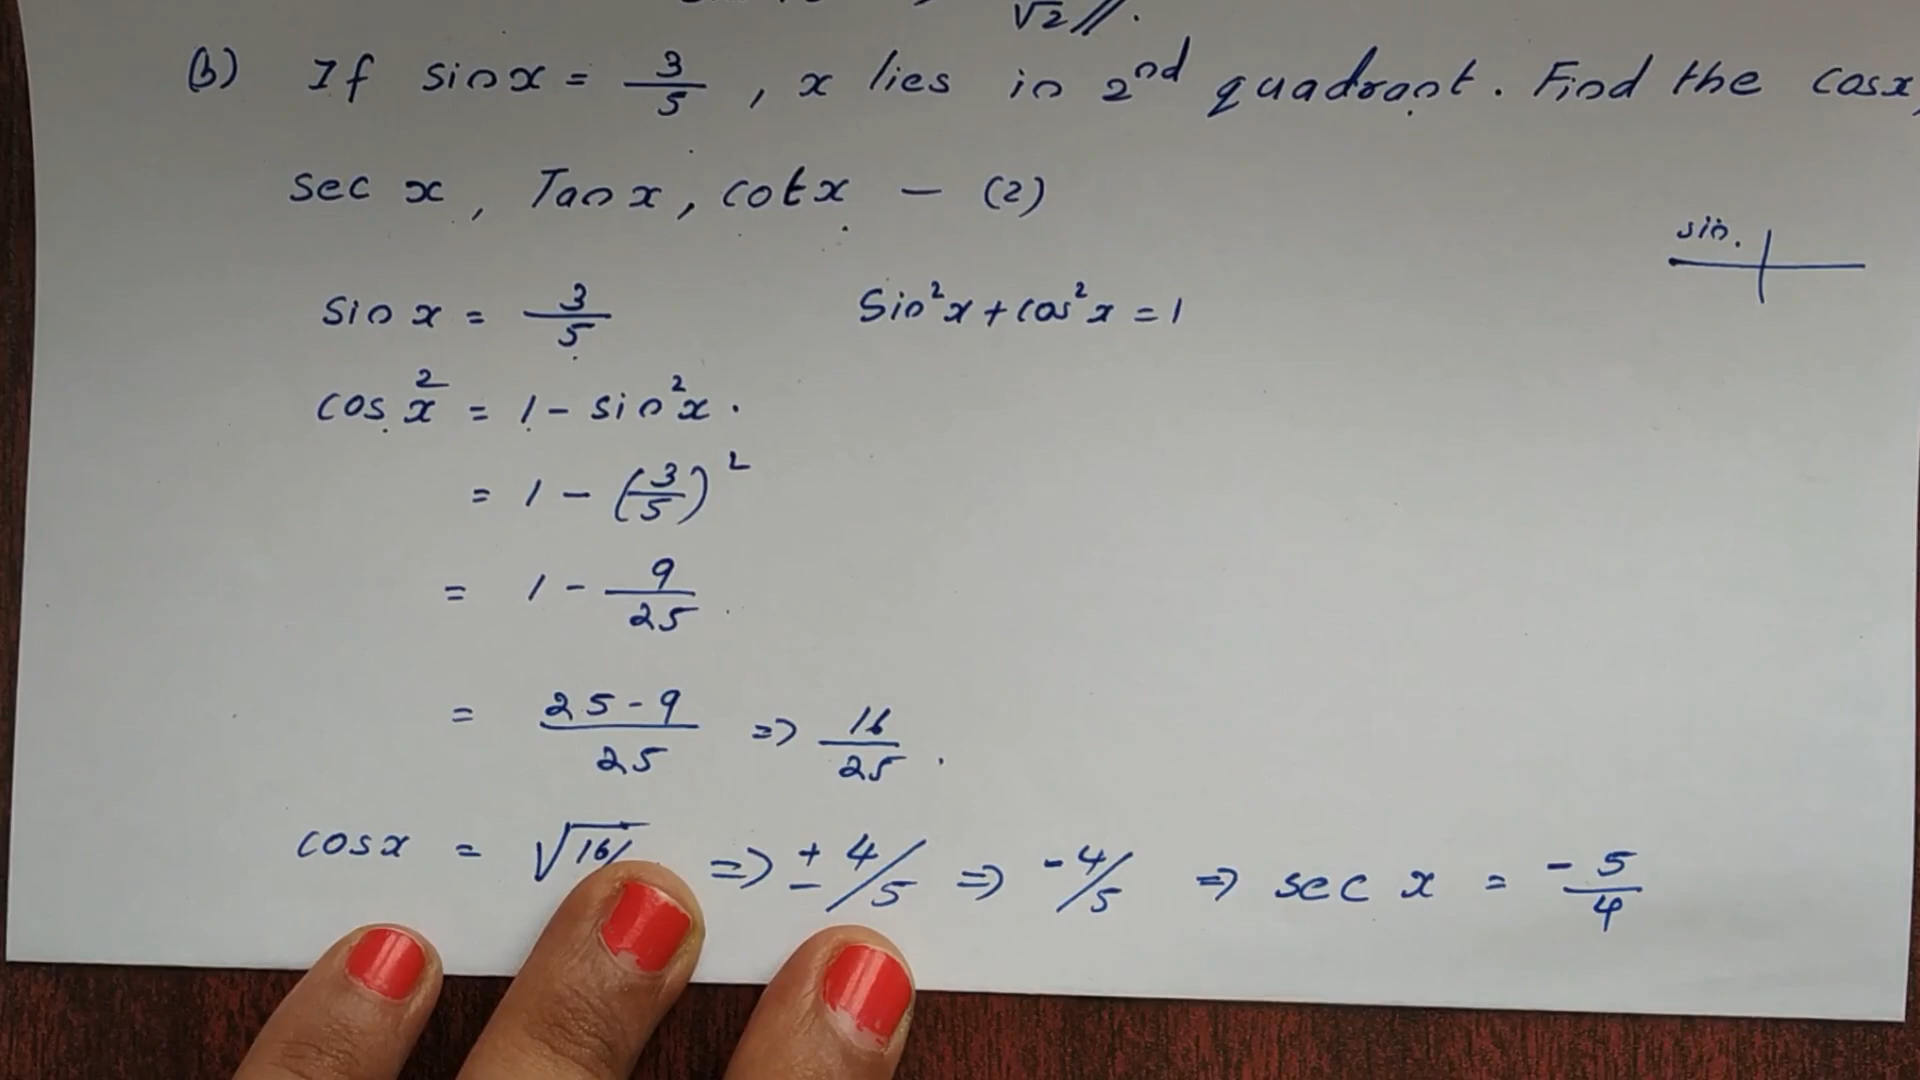 √2 //.
(b) If sin x = 3/5, x lies in 2nd quadrant. Find the cos x,
sec x, Tan x, cot x – (2)
sin.
sin x = 3/5 Sin²x + cos²x = 1
cos x² = 1 - sin²x.
= 1 - (3/5)²
= 1 - 9/25
= 25-9/25 => 16/25.
cos x = √16/ => ± 4/5 => -4/5 => sec x = -5/4